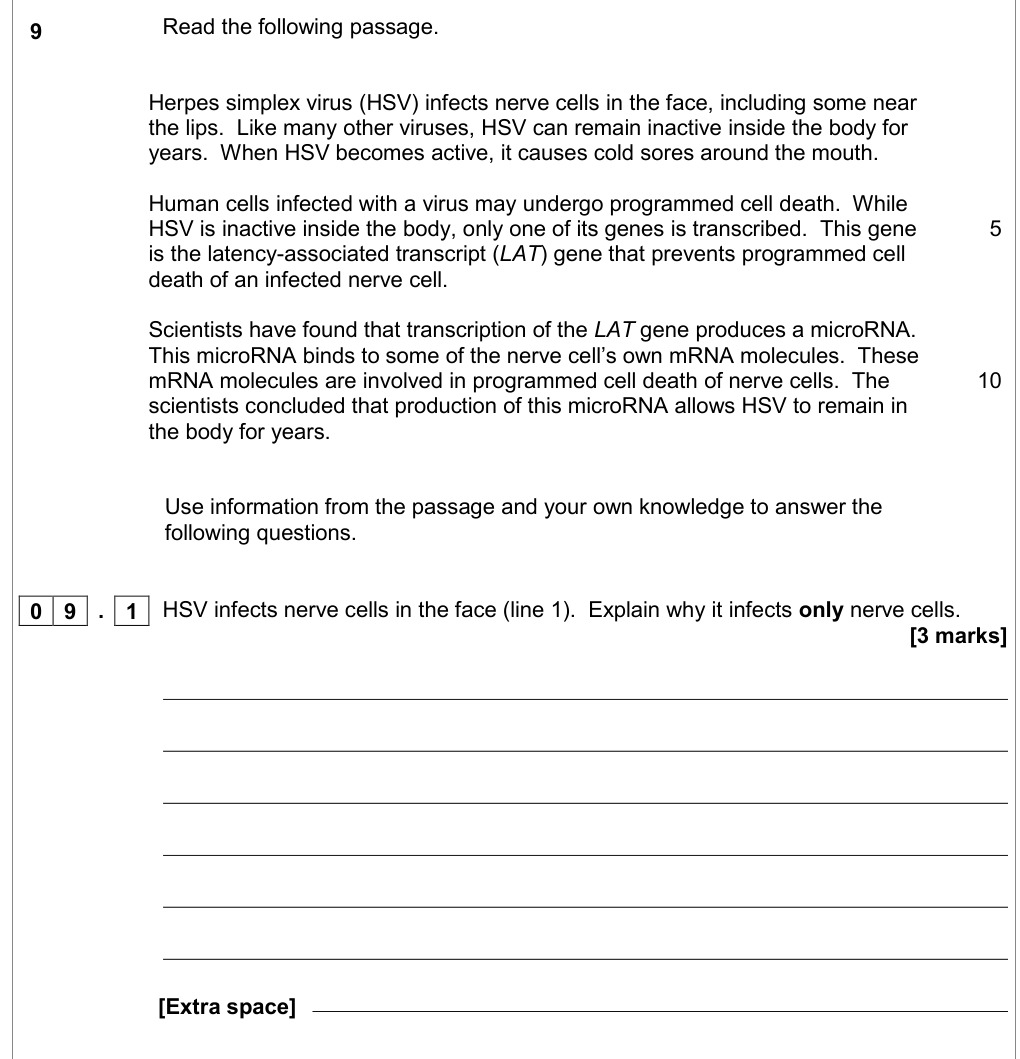 9 Read the following passage.
Herpes simplex virus (HSV) infects nerve cells in the face, including some near
the lips. Like many other viruses, HSV can remain inactive inside the body for
years. When HSV becomes active, it causes cold sores around the mouth.
Human cells infected with a virus may undergo programmed cell death. While
HSV is inactive inside the body, only one of its genes is transcribed. This gene 5
is the latency-associated transcript (LAT) gene that prevents programmed cell
death of an infected nerve cell.
Scientists have found that transcription of the LAT gene produces a microRNA.
This microRNA binds to some of the nerve cell's own mRNA molecules. These
mRNA molecules are involved in programmed cell death of nerve cells. The 10
scientists concluded that production of this microRNA allows HSV to remain in
the body for years.
Use information from the passage and your own knowledge to answer the
following questions.
0 9 . 1 HSV infects nerve cells in the face (line 1). Explain why it infects only nerve cells.
[3 marks]
[Extra space]